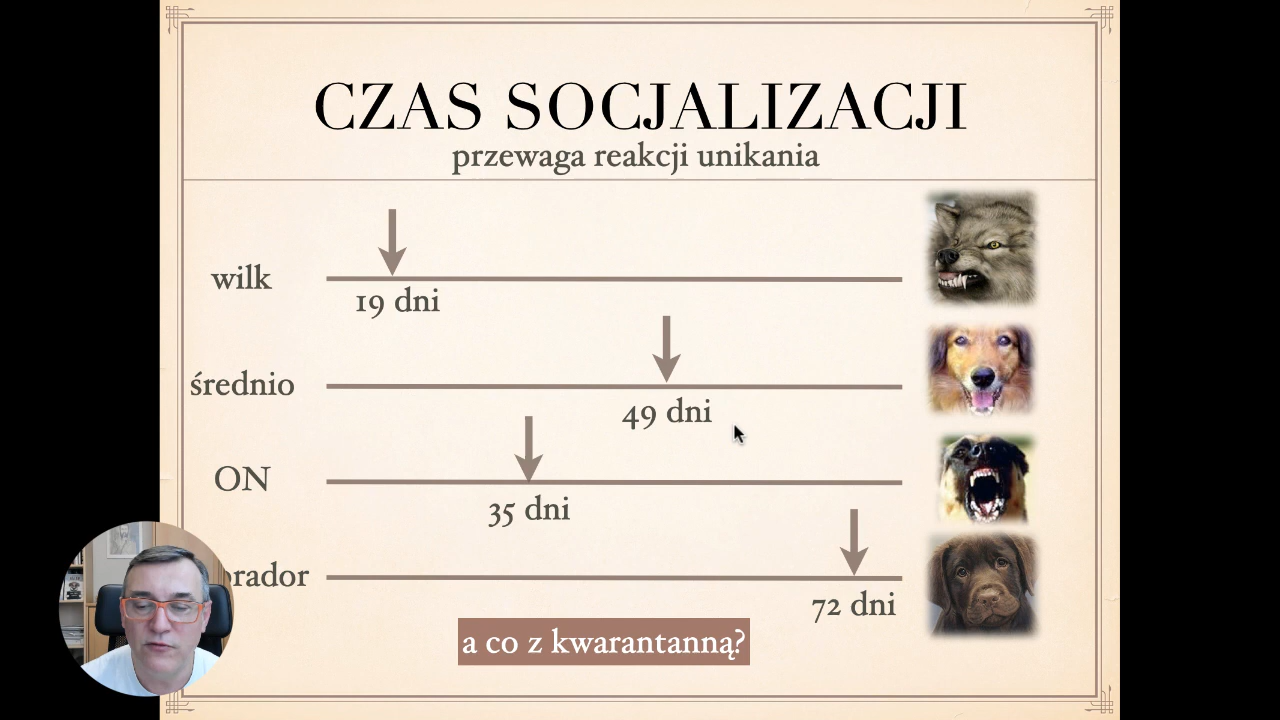 CZAS SOCJALIZACJI
przewaga reakcji unikania
wilk
19 dni
średnio
49 dni
ON
35 dni
72 dni
a co z kwarantanną?